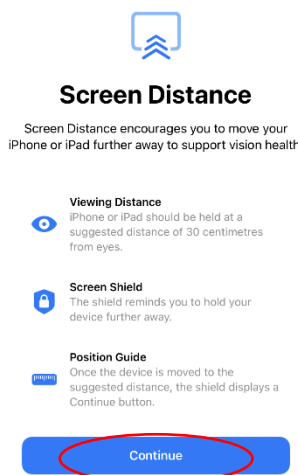 Screen Distance
Screen Distance encourages you to move your
iPhone or iPad further away to support vision health
Viewing Distance
iPhone or iPad should be held at a
suggested distance of 30 centimetres
from eyes.
Screen Shield
The shield reminds you to hold your
device further away.
Position Guide
Once the device is moved to the
suggested distance, the shield displays a
Continue button.
Continue